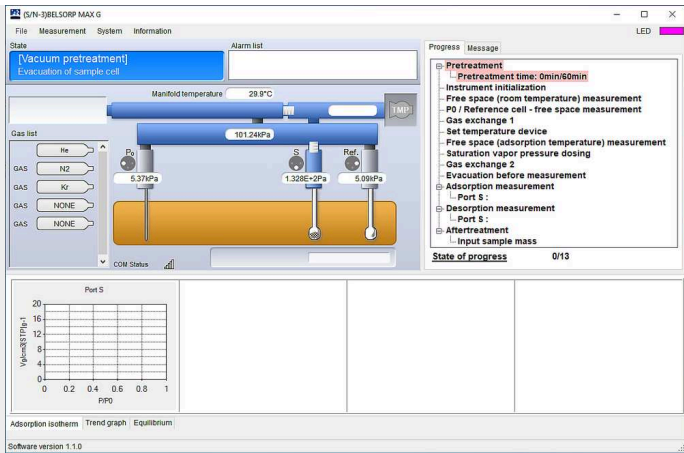 (S/N-3)BELSORP MAX G
File Measurement System Information
LED
State
Alarm list
[Vacuum pretreatment]
Evacuation of sample cell
Manifold temperature 29.9°C
TMP
101.24kPa
Gas list
He
GAS N2
GAS Kr
GAS NONE
GAS NONE
P0
S
Ref.
5.37kPa
1.328E+2Pa
5.09kPa
COM Status
Progress Message
Pretreatment
Pretreatment time: 0min/60min
Instrument initialization
Free space (room temperature) measurement
P0 / Reference cell - free space measurement
Gas exchange 1
Set temperature device
Free space (adsorption temperature) measurement
Saturation vapor pressure dosing
Gas exchange 2
Evacuation before measurement
Adsorption measurement
Port S :
Desorption measurement
Port S :
Aftertreatment
Input sample mass
State of progress 0/13
Port S
Vg/cm3[STP]g-1
20
16
12
8
4
0
0 0.2 0.4 0.6 0.8 1
P/P0
Adsorption isotherm Trend graph Equilibrium
Software version 1.1.0